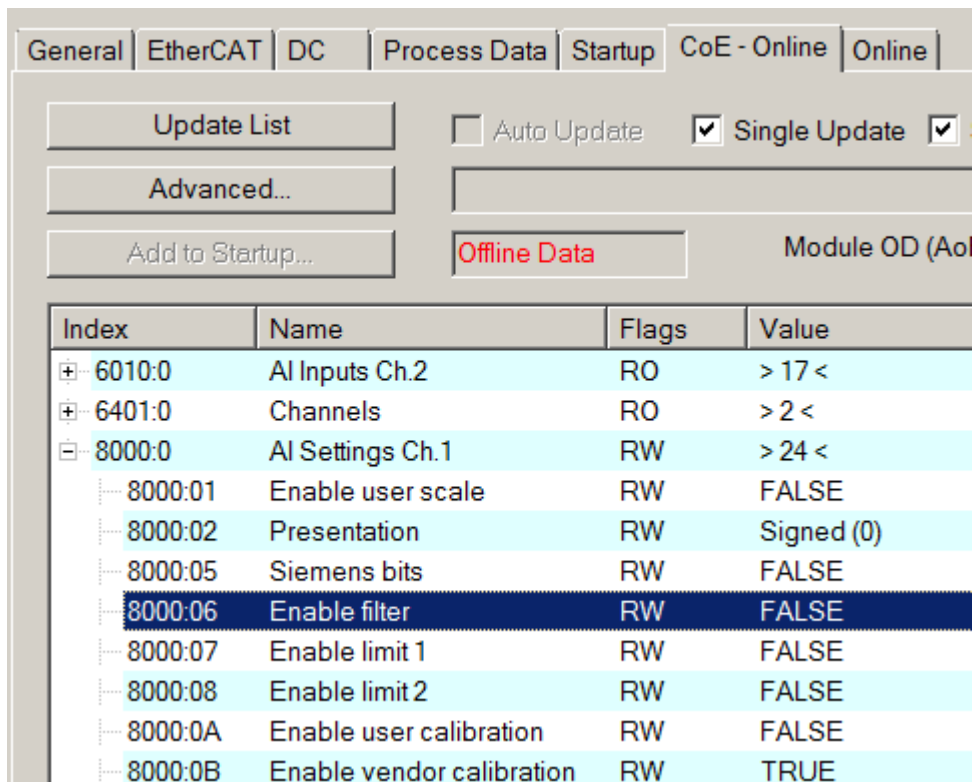 General EtherCAT DC Process Data Startup CoE - Online Online
Update List Auto Update Single Update
Advanced...
Add to Startup... Offline Data Module OD
Index Name Flags Value
6010:0 AI Inputs Ch.2 RO > 17 <
6401:0 Channels RO > 2 <
8000:0 AI Settings Ch.1 RW > 24 <
8000:01 Enable user scale RW FALSE
8000:02 Presentation RW Signed (0)
8000:05 Siemens bits RW FALSE
8000:06 Enable filter RW FALSE
8000:07 Enable limit 1 RW FALSE
8000:08 Enable limit 2 RW FALSE
8000:0A Enable user calibration RW FALSE
8000:0B Enable vendor calibration RW TRUE